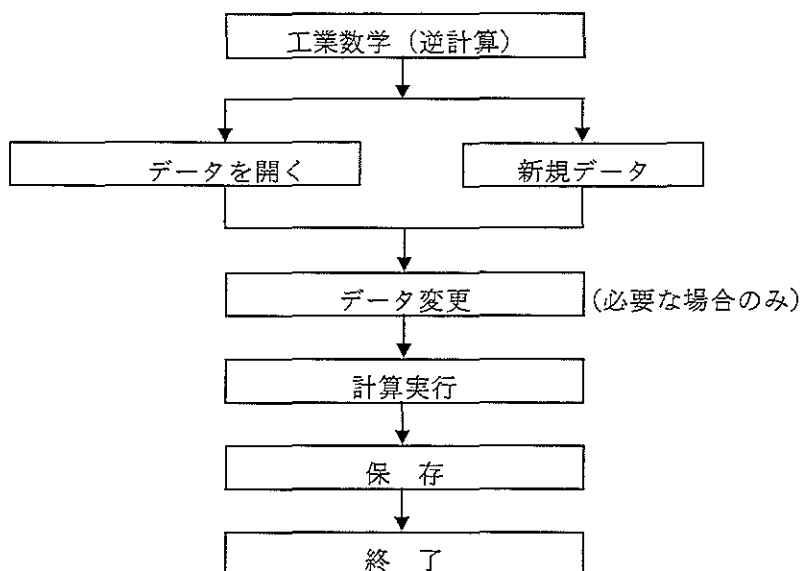 工業数学（逆計算）
データを開く
新規データ
データ変更
(必要な場合のみ)
計算実行
保　存
終　了